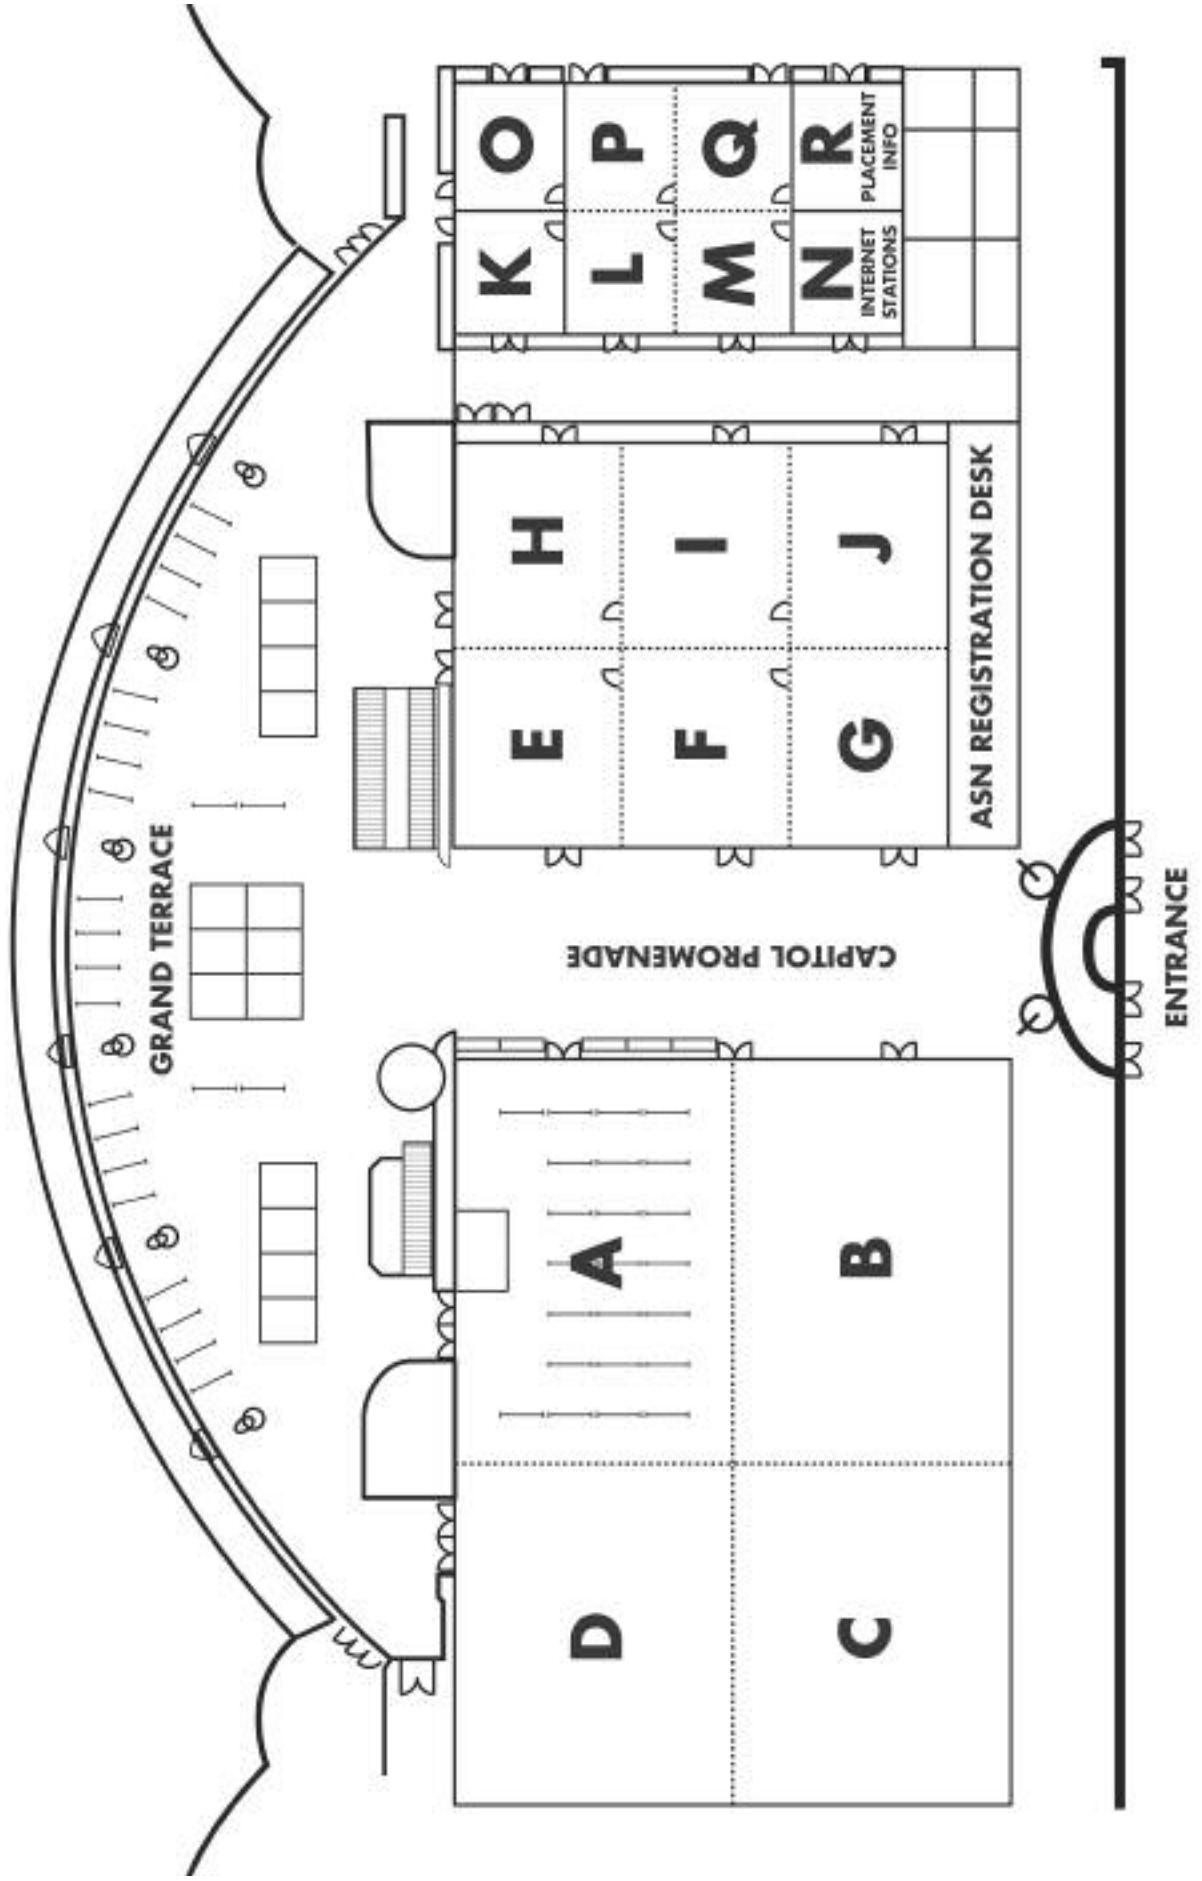 GRAND TERRACE
A
D
B
C
CAPITOL PROMENADE
E
H
F
I
G
J
ASN REGISTRATION DESK
K
O
L
P
M
Q
N
INTERNET
STATIONS
R
PLACEMENT
INFO
ENTRANCE